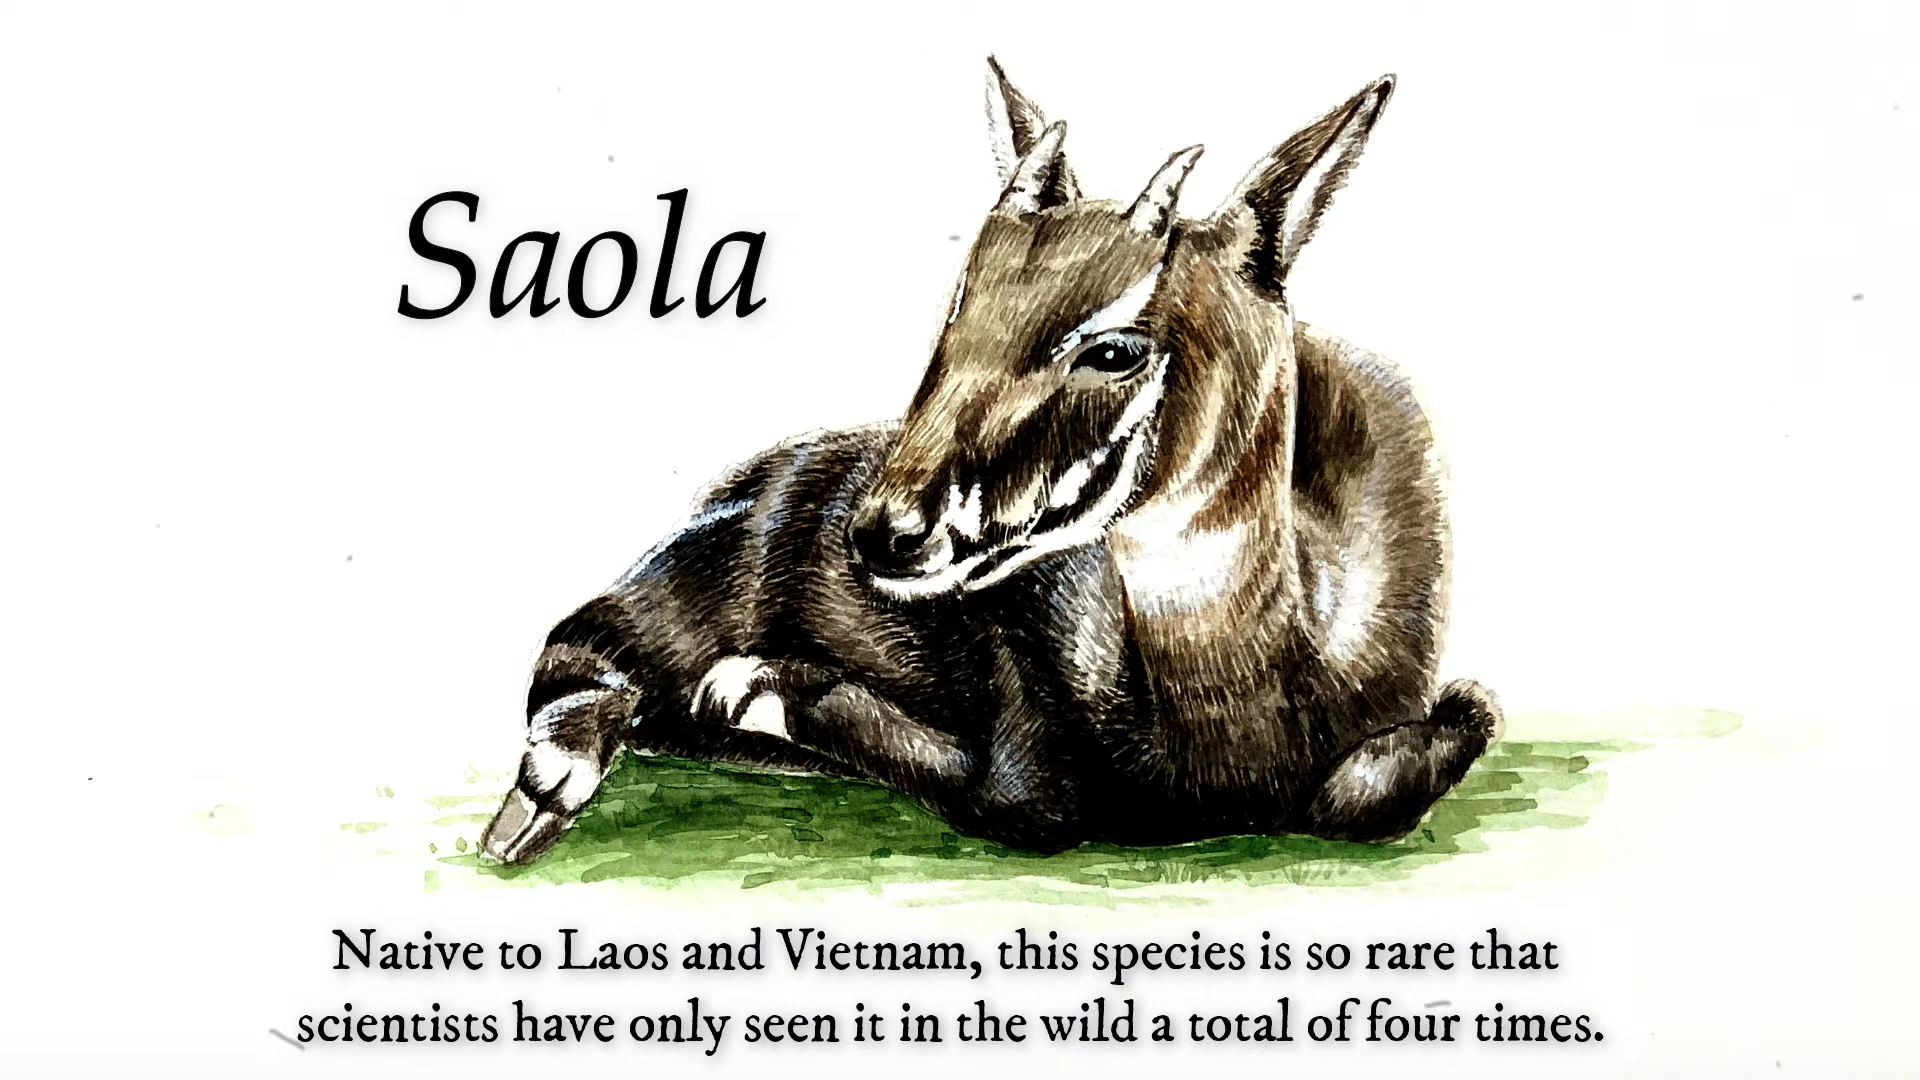 Saola
Native to Laos and Vietnam, this species is so rare that
scientists have only seen it in the wild a total of four times.